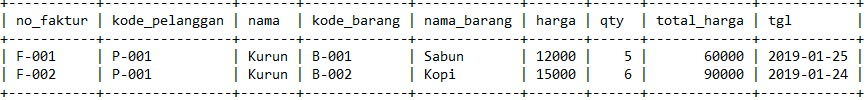 | no_faktur | kode_pelanggan | nama | kode_barang | nama_barang | harga | qty | total_harga | tgl |
| F-001 | P-001 | Kurun | B-001 | Sabun | 12000 | 5 | 60000 | 2019-01-25 |
| F-002 | P-001 | Kurun | B-002 | Kopi | 15000 | 6 | 90000 | 2019-01-24 |